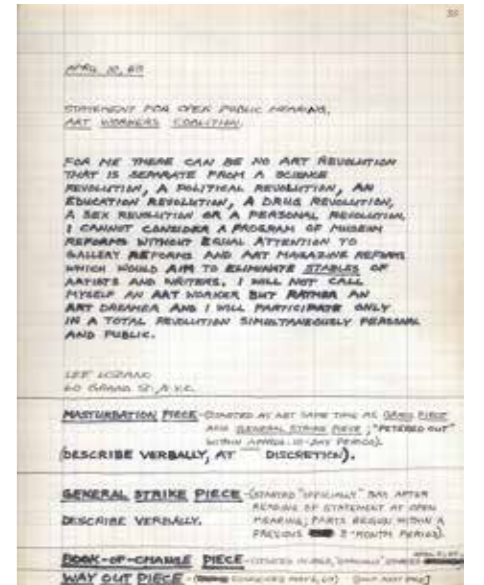 35
APRIL 10, 69
STATEMENT FOR OPEN PUBLIC HEARING,
ART WORKERS COALITION.
FOR ME THERE CAN BE NO ART REVOLUTION
THAT IS SEPARATE FROM A SCIENCE
REVOLUTION, A POLITICAL REVOLUTION, AN
EDUCATION REVOLUTION, A DRUG REVOLUTION,
A SEX REVOLUTION OR A PERSONAL REVOLUTION.
I CANNOT CONSIDER A PROGRAM OF MUSEUM
REFORMS WITHOUT EQUAL ATTENTION TO
GALLERY REFORMS AND ART MAGAZINE REFORMS
WHICH WOULD AIM TO ELIMINATE STABLES OF
ARTISTS AND WRITERS. I WILL NOT CALL
MYSELF AN ART WORKER BUT RATHER AN
ART DREAMER AND I WILL PARTICIPATE ONLY
IN A TOTAL REVOLUTION SIMULTANEOUSLY PERSONAL
AND PUBLIC.
LEE LOZANO
60 GRAND ST., N.Y.C.
MASTURBATION PIECE-(STARTED AT ABT SAME TIME AS GRASS PIECE
AND GENERAL STRIKE PIECE; "PETERED OUT"
WITHIN APPROX. 10-DAY PERIOD).
(DESCRIBE VERBALLY, AT DISCRETION).
GENERAL STRIKE PIECE-(STARTED "OFFICIALLY" DAY AFTER
READING OF STATEMENT AT OPEN
DESCRIBE VERBALLY. HEARING; PARTS BEGUN WITHIN A
PREVIOUS 2 MONTH PERIOD).
BOOK-OF-CHANGE PIECE-(STARTED
WAY OUT PIECE-(